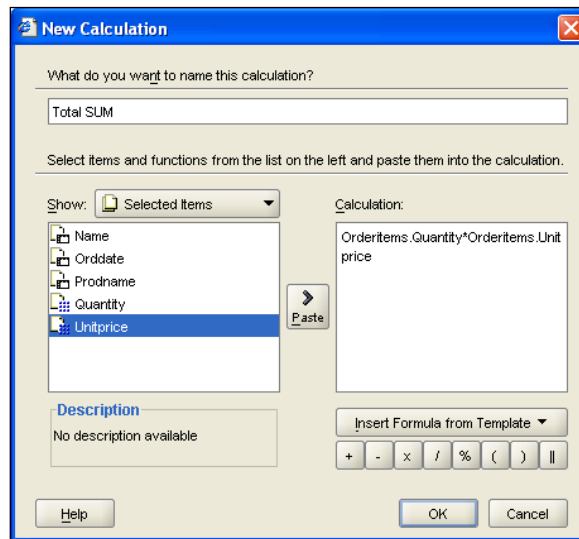 New Calculation
What do you want to name this calculation?
Total SUM
Select items and functions from the list on the left and paste them into the calculation.
Show: Selected Items
Name
Orddate
Prodname
Quantity
Unitprice
Paste
Calculation:
Orderitems.Quantity*Orderitems.Unit
price
Description
No description available
Insert Formula from Template
+ - x / % ( ) ||
Help OK Cancel